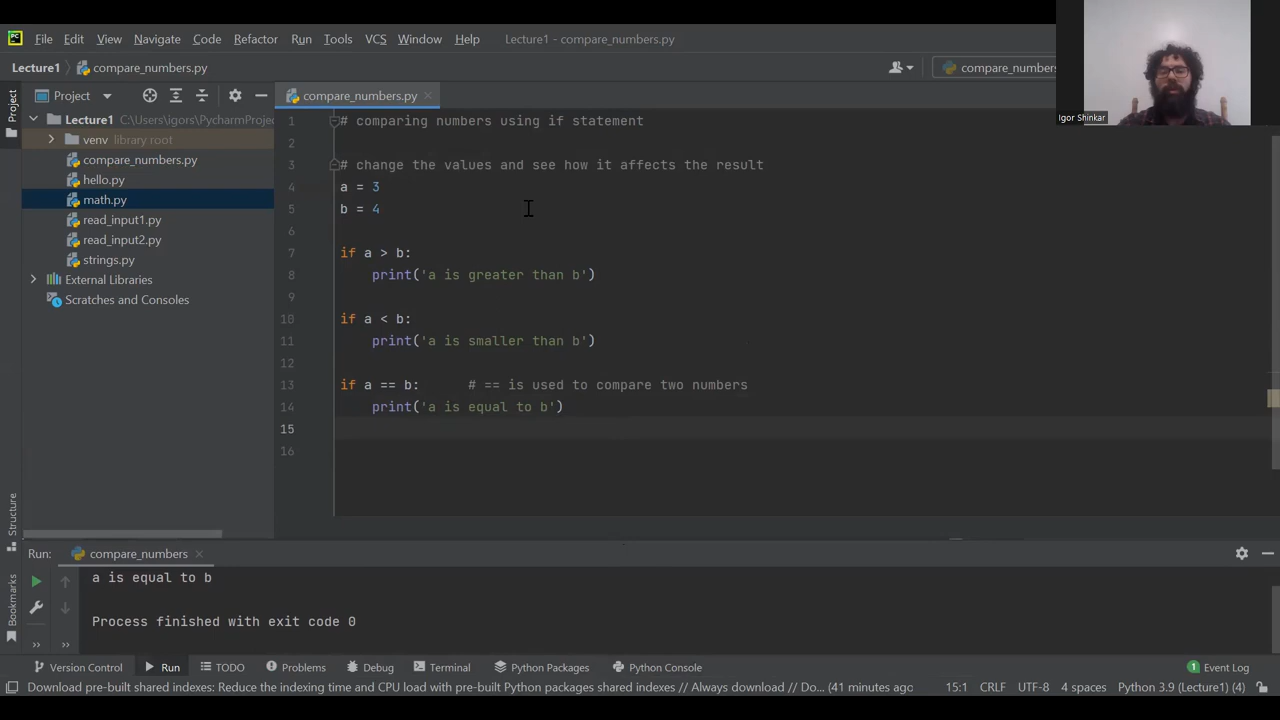 File Edit View Navigate Code Refactor Run Tools VCS Window Help Lecture1 - compare_numbers.py
Lecture1 compare_numbers.py compare_numbers
Igor Shinkar
Project
Project
compare_numbers.py
Lecture1 C:\Users\igors\PycharmProje
venv library root
compare_numbers.py
hello.py
math.py
read_input1.py
read_input2.py
strings.py
External Libraries
Scratches and Consoles
1 # comparing numbers using if statement
2
3 # change the values and see how it affects the result
4 a = 3
5 b = 4
6
7 if a > b:
8 print('a is greater than b')
9
10 if a < b:
11 print('a is smaller than b')
12
13 if a == b: # == is used to compare two numbers
14 print('a is equal to b')
15
16
Structure
Bookmarks
Run: compare_numbers
a is equal to b
Process finished with exit code 0
Version Control Run TODO Problems Debug Terminal Python Packages Python Console 1 Event Log
Download pre-built shared indexes: Reduce the indexing time and CPU load with pre-built Python packages shared indexes // Always download // Do... (41 minutes ago 15:1 CRLF UTF-8 4 spaces Python 3.9 (Lecture1) (4)